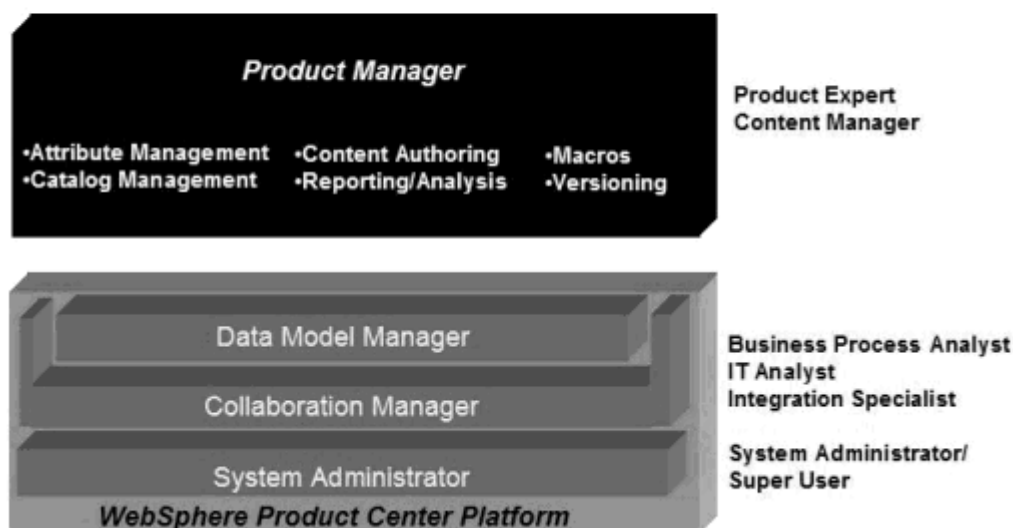 Product Manager
•Attribute Management •Content Authoring •Macros
•Catalog Management •Reporting/Analysis •Versioning
Product Expert
Content Manager
Data Model Manager
Collaboration Manager
System Administrator
WebSphere Product Center Platform
Business Process Analyst
IT Analyst
Integration Specialist
System Administrator/
Super User